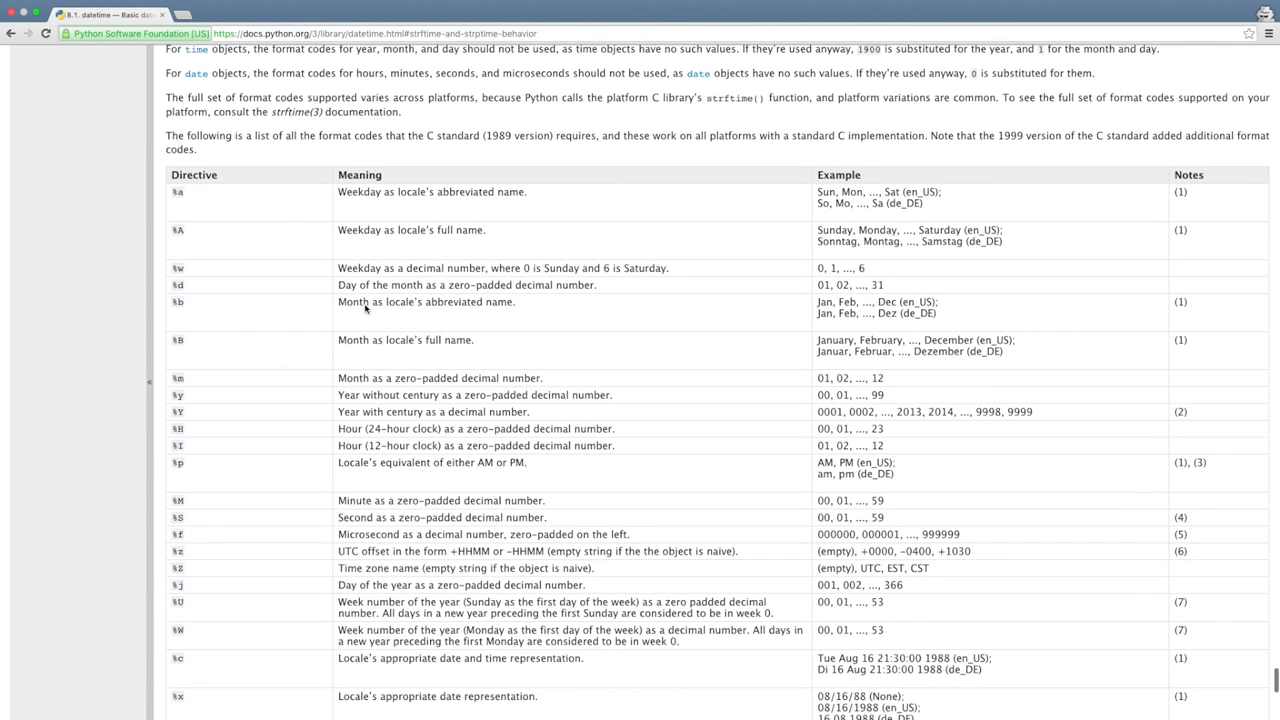 8.1. datetime — Basic dat
Python Software Foundation [US]
https://docs.python.org/3/library/datetime.html#strftime-and-strptime-behavior
For time objects, the format codes for year, month, and day should not be used, as time objects have no such values. If they're used anyway, 1900 is substituted for the year, and 1 for the month and day.
For date objects, the format codes for hours, minutes, seconds, and microseconds should not be used, as date objects have no such values. If they're used anyway, 0 is substituted for them.
The full set of format codes supported varies across platforms, because Python calls the platform C library's strftime() function, and platform variations are common. To see the full set of format codes supported on your
platform, consult the strftime(3) documentation.
The following is a list of all the format codes that the C standard (1989 version) requires, and these work on all platforms with a standard C implementation. Note that the 1999 version of the C standard added additional format
codes.
Directive Meaning Example Notes
%a Weekday as locale's abbreviated name. Sun, Mon, ..., Sat (en_US); (1)
So, Mo, ..., Sa (de_DE)
%A Weekday as locale's full name. Sunday, Monday, ..., Saturday (en_US); (1)
Sonntag, Montag, ..., Samstag (de_DE)
%w Weekday as a decimal number, where 0 is Sunday and 6 is Saturday. 0, 1, ..., 6
%d Day of the month as a zero-padded decimal number. 01, 02, ..., 31
%b Month as locale's abbreviated name. Jan, Feb, ..., Dec (en_US); (1)
Jan, Feb, ..., Dez (de_DE)
%B Month as locale's full name. January, February, ..., December (en_US); (1)
Januar, Februar, ..., Dezember (de_DE)
%m Month as a zero-padded decimal number. 01, 02, ..., 12
%y Year without century as a zero-padded decimal number. 00, 01, ..., 99
%Y Year with century as a decimal number. 0001, 0002, ..., 2013, 2014, ..., 9998, 9999 (2)
%H Hour (24-hour clock) as a zero-padded decimal number. 00, 01, ..., 23
%I Hour (12-hour clock) as a zero-padded decimal number. 01, 02, ..., 12
%p Locale's equivalent of either AM or PM. AM, PM (en_US); (1), (3)
am, pm (de_DE)
%M Minute as a zero-padded decimal number. 00, 01, ..., 59
%S Second as a zero-padded decimal number. 00, 01, ..., 59 (4)
%f Microsecond as a decimal number, zero-padded on the left. 000000, 000001, ..., 999999 (5)
%z UTC offset in the form +HHMM or -HHMM (empty string if the the object is naive). (empty), +0000, -0400, +1030 (6)
%Z Time zone name (empty string if the object is naive). (empty), UTC, EST, CST
%j Day of the year as a zero-padded decimal number. 001, 002, ..., 366
%U Week number of the year (Sunday as the first day of the week) as a zero padded decimal 00, 01, ..., 53 (7)
number. All days in a new year preceding the first Sunday are considered to be in week 0.
%W Week number of the year (Monday as the first day of the week) as a decimal number. All days in 00, 01, ..., 53 (7)
a new year preceding the first Monday are considered to be in week 0.
%c Locale's appropriate date and time representation. Tue Aug 16 21:30:00 1988 (en_US); (1)
Di 16 Aug 21:30:00 1988 (de_DE)
%x Locale's appropriate date representation. 08/16/88 (None); (1)
08/16/1988 (en_US);
16.08.1988 (de_DE)